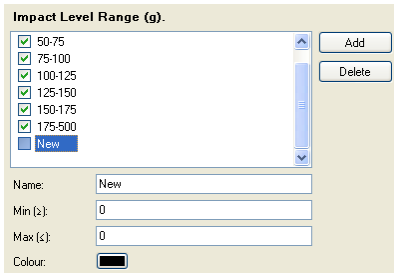 Impact Level Range (g).
50-75
75-100
100-125
125-150
150-175
175-500
New
Add
Delete
Name: New
Min (≥): 0
Max (≤): 0
Colour: